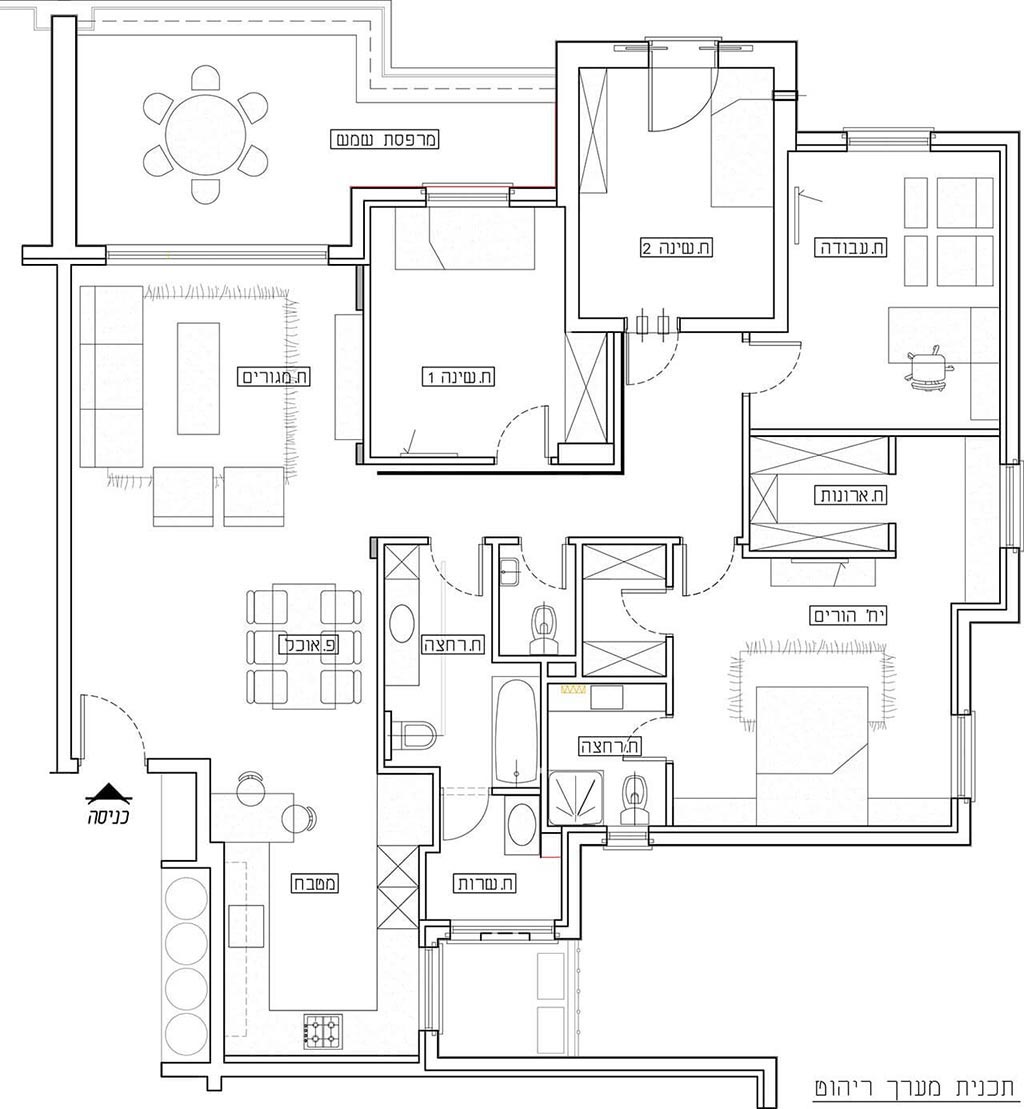 מרפסת שמש
ח.שינה 2
ח.עבודה
ח.מגורים
ח.שינה 1
ח.ארונות
יח' הורים
פ.אוכל
ח.רחצה
ח.רחצה
כניסה
מטבח
ח.שרות
תכנית מערך ריהוט